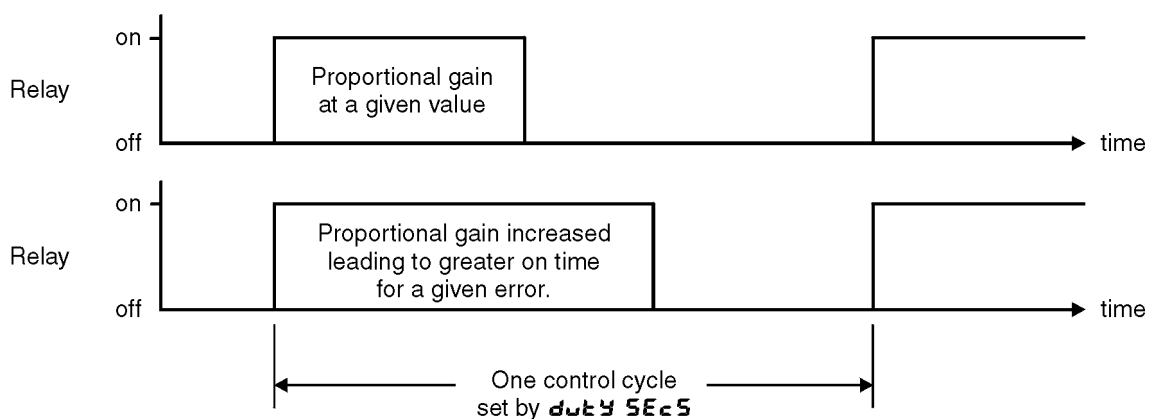 on
Relay
Proportional gain
at a given value
off
time
on
Relay
Proportional gain increased
leading to greater on time
for a given error.
off
time
One control cycle
set by dutY SEcS